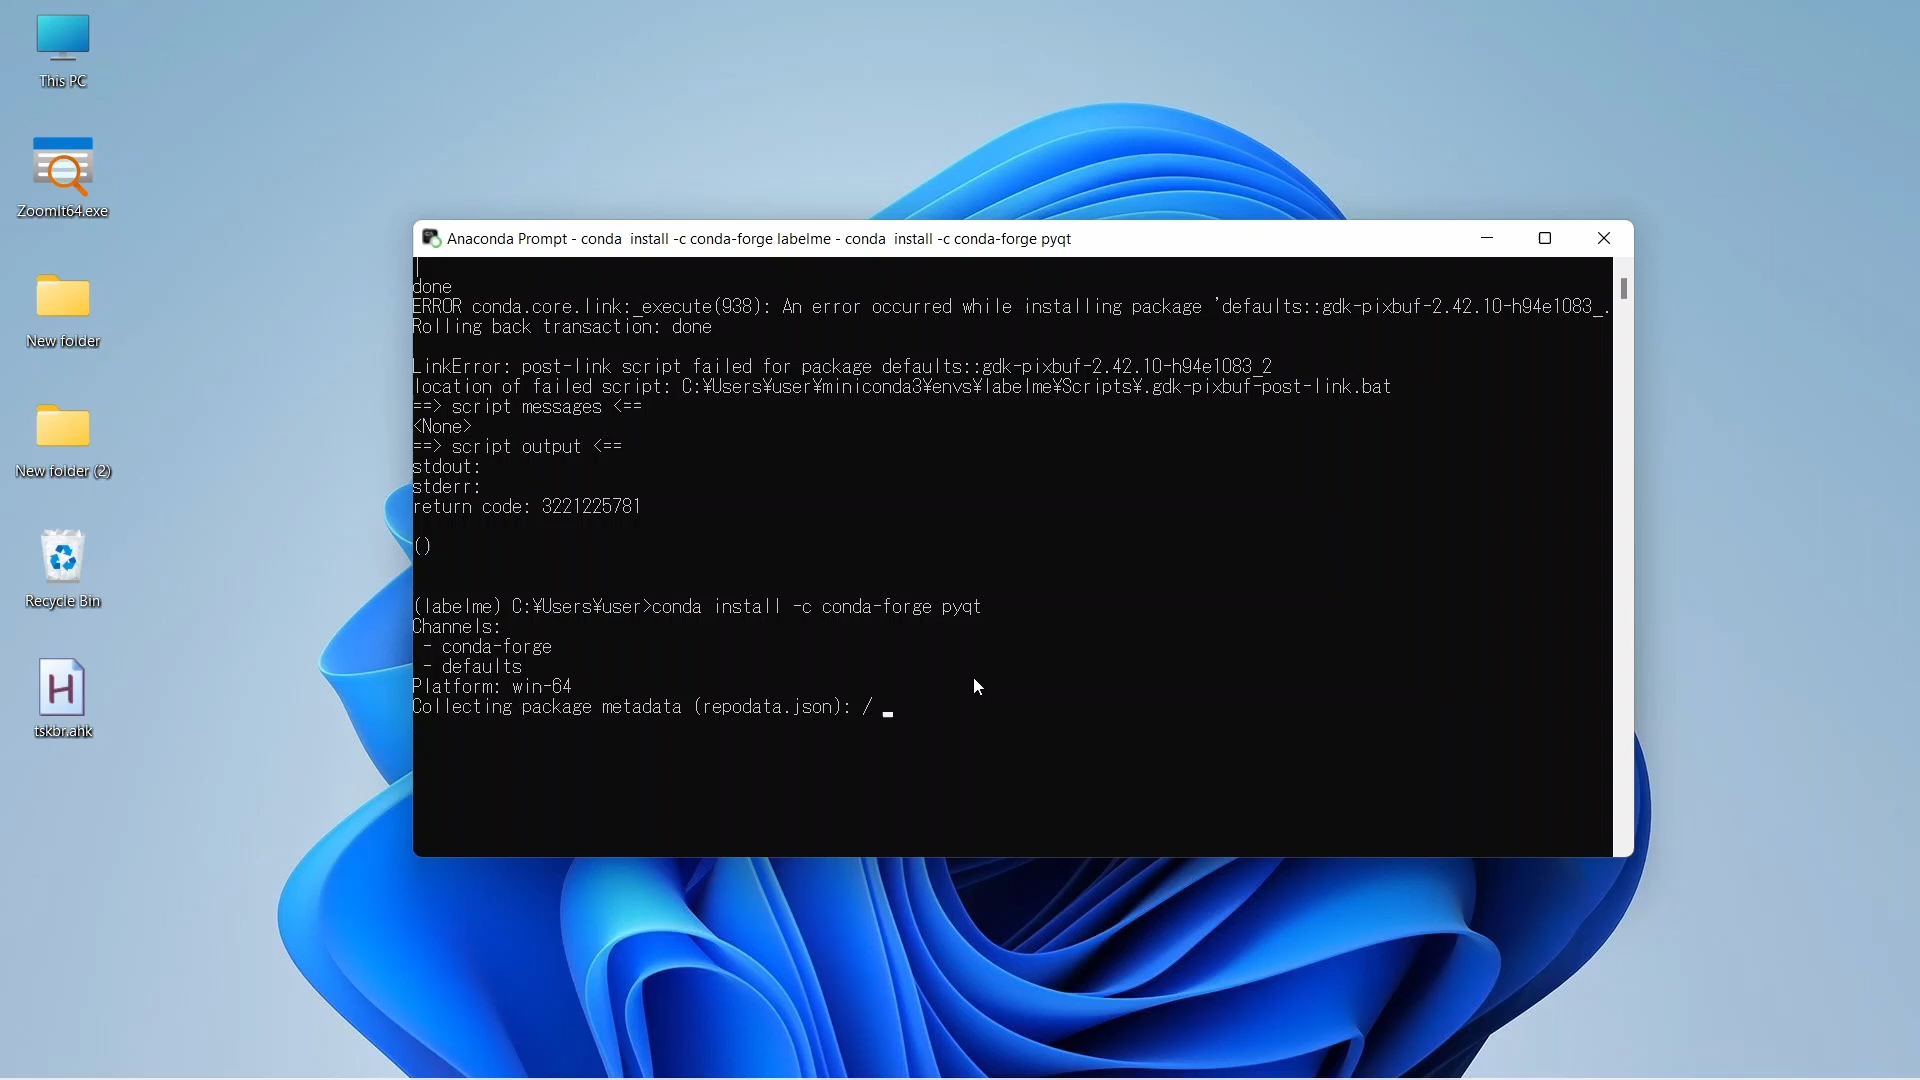 This PC
ZoomIt64.exe
New folder
New folder (2)
Recycle Bin
tskbr.ahk
Anaconda Prompt - conda  install -c conda-forge labelme - conda  install -c conda-forge pyqt
|
done
ERROR conda.core.link:_execute(938): An error occurred while installing package 'defaults::gdk-pixbuf-2.42.10-h94e1083_.
Rolling back transaction: done
LinkError: post-link script failed for package defaults::gdk-pixbuf-2.42.10-h94e1083_2
location of failed script: C:¥Users¥user¥miniconda3¥envs¥labelme¥Scripts¥.gdk-pixbuf-post-link.bat
==> script messages <==
<None>
==> script output <==
stdout:
stderr:
return code: 3221225781
()
(labelme) C:¥Users¥user>conda install -c conda-forge pyqt
Channels:
- conda-forge
- defaults
Platform: win-64
Collecting package metadata (repodata.json): / _